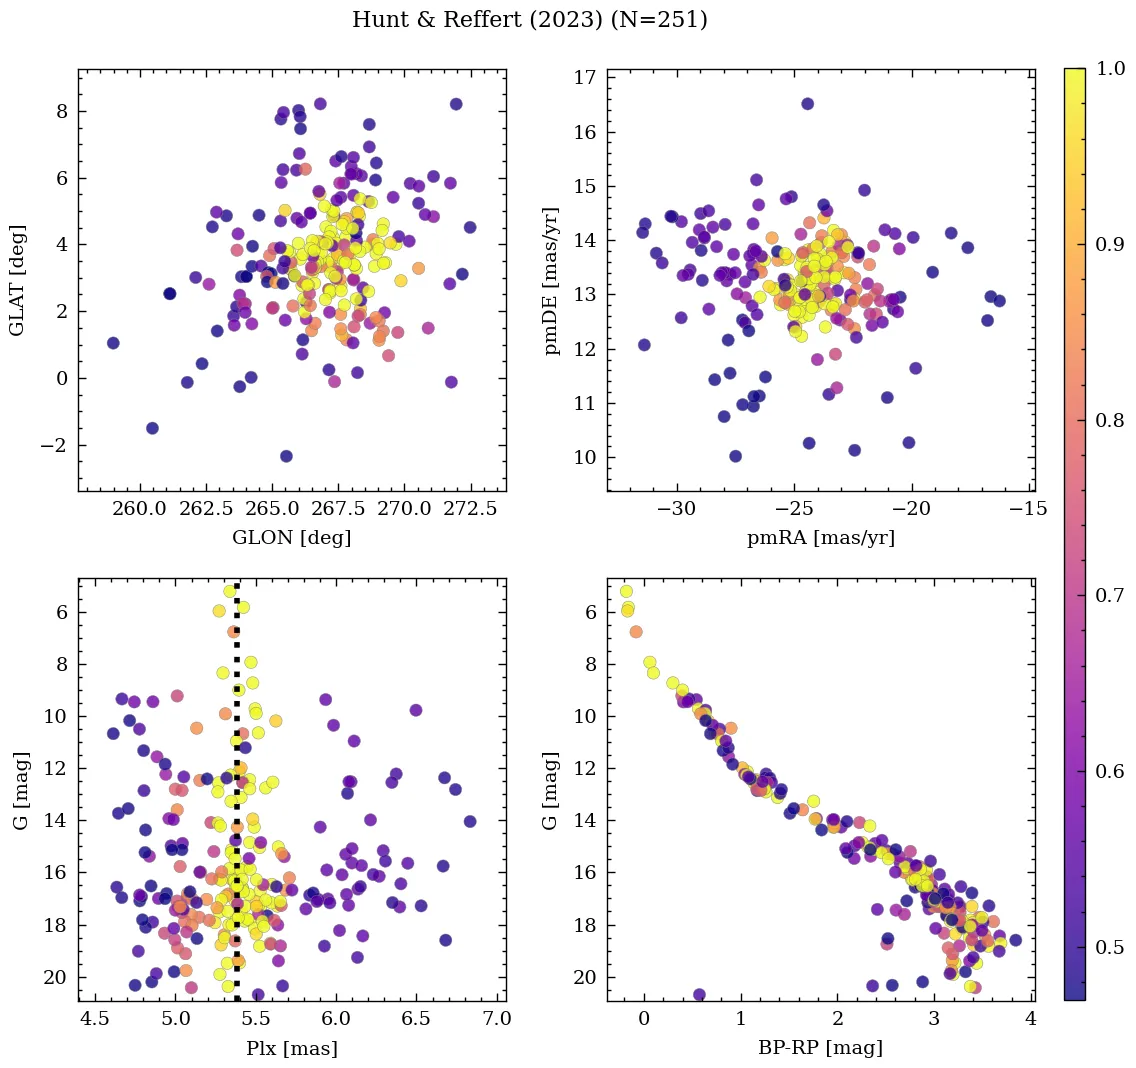 Hunt & Reffert (2023) (N=251)
8
6
4
2
0
−2
GLAT [deg]
260.0 262.5 265.0 267.5 270.0 272.5
GLON [deg]
17
16
15
14
13
12
11
10
pmDE [mas/yr]
−30 −25 −20 −15
pmRA [mas/yr]
1.0
0.9
0.8
0.7
0.6
0.5
6
8
10
12
14
16
18
20
G [mag]
4.5 5.0 5.5 6.0 6.5 7.0
Plx [mas]
6
8
10
12
14
16
18
20
G [mag]
0 1 2 3 4
BP-RP [mag]